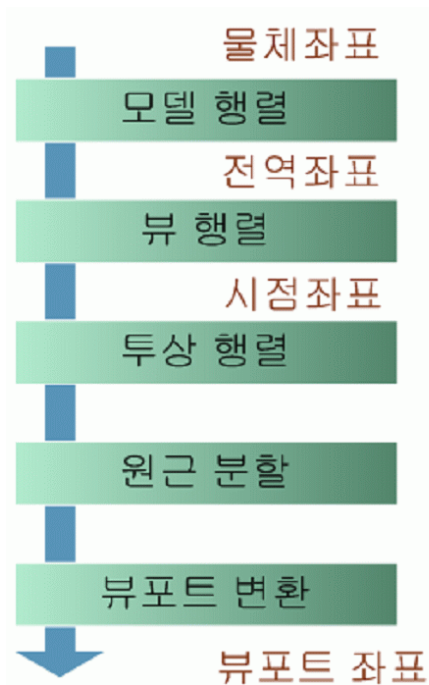 물체좌표
모델 행렬
전역좌표
뷰 행렬
시점좌표
투상 행렬
원근 분할
뷰포트 변환
뷰포트 좌표